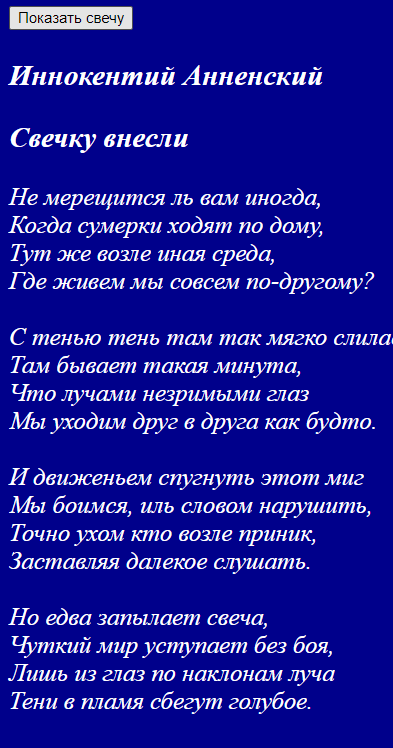 Показать свечу
Иннокентий Анненский
Свечку внесли
Не мерещится ль вам иногда,
Когда сумерки ходят по дому,
Тут же возле иная среда,
Где живем мы совсем по-другому?
С тенью тень там так мягко слила
Там бывает такая минута,
Что лучами незримыми глаз
Мы уходим друг в друга как будто.
И движеньем спугнуть этот миг
Мы боимся, иль словом нарушить,
Точно ухом кто возле приник,
Заставляя далекое слушать.
Но едва запылает свеча,
Чуткий мир уступает без боя,
Лишь из глаз по наклонам луча
Тени в пламя сбегут голубое.